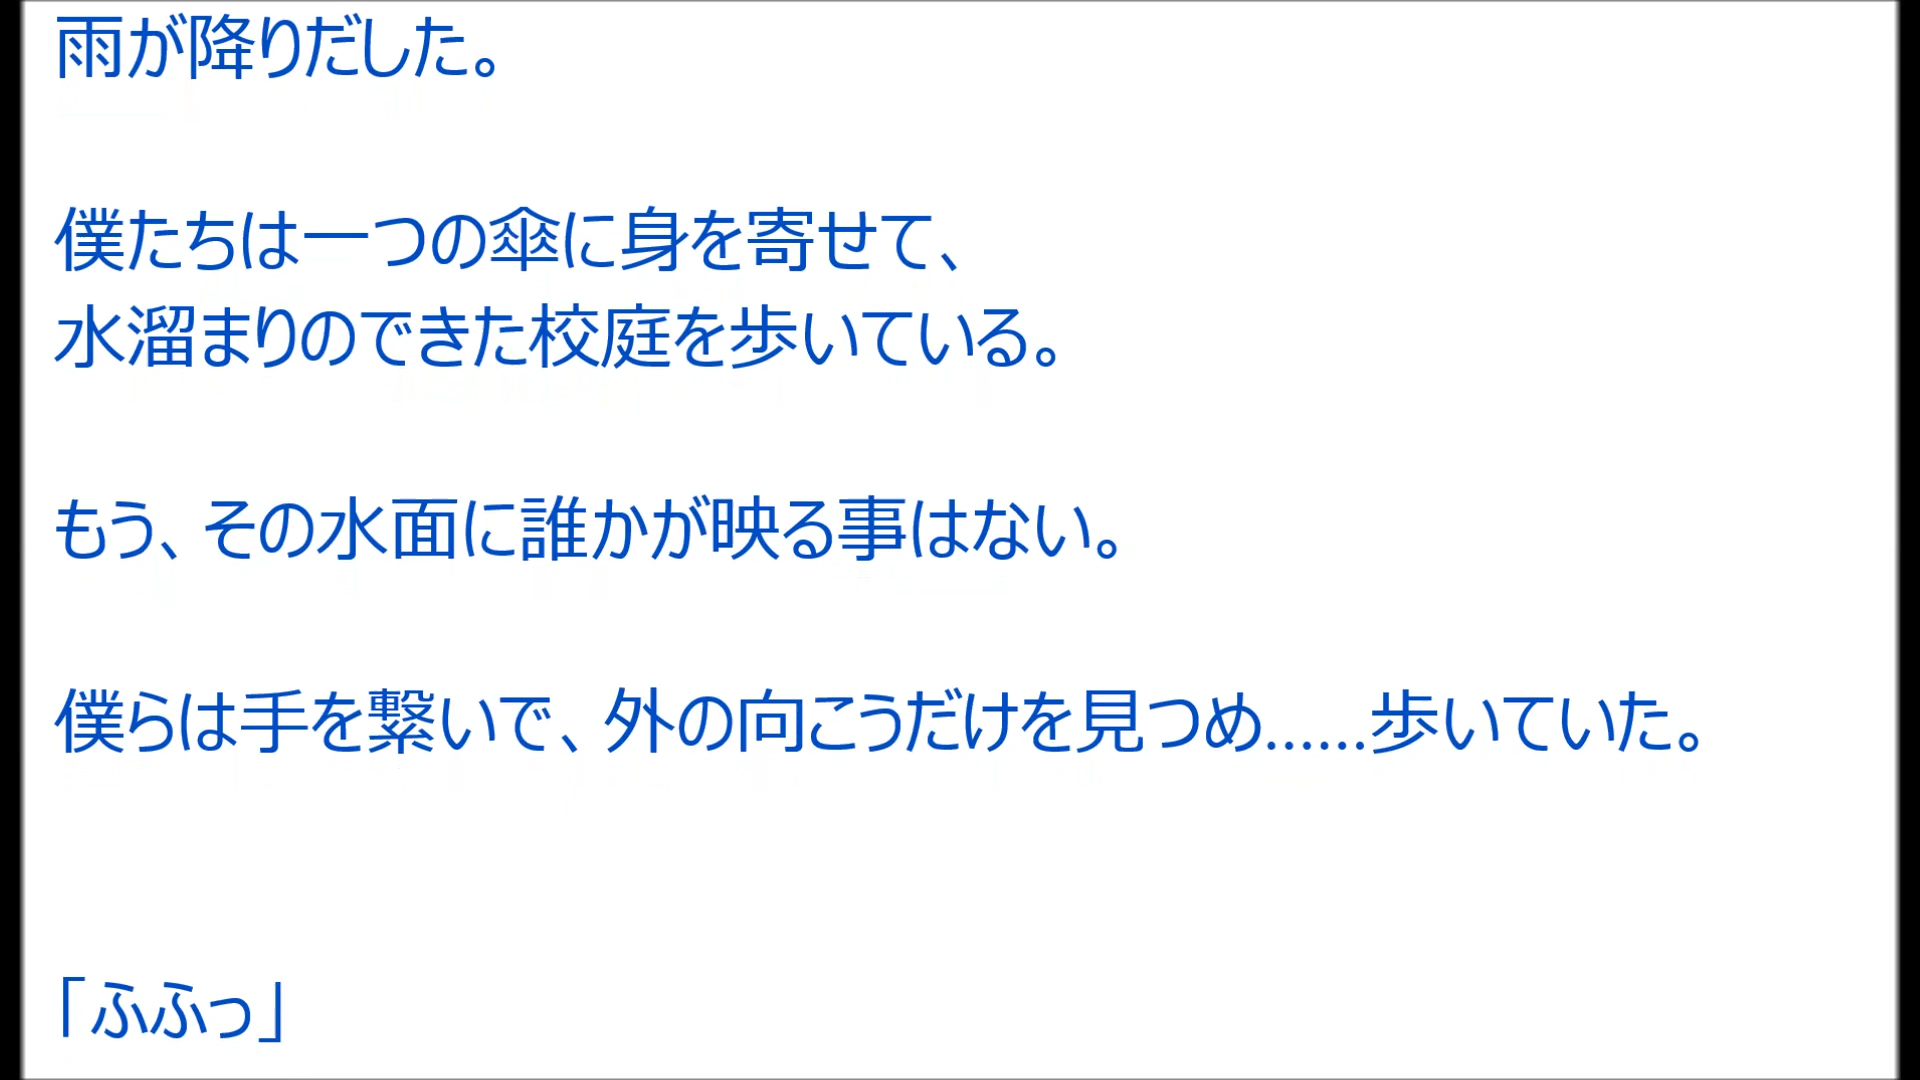 雨が降りだした。
僕たちは一つの傘に身を寄せて、
水溜まりのできた校庭を歩いている。
もう、その水面に誰かが映る事はない。
僕らは手を繋いで、外の向こうだけを見つめ......歩いていた。
「ふふっ」